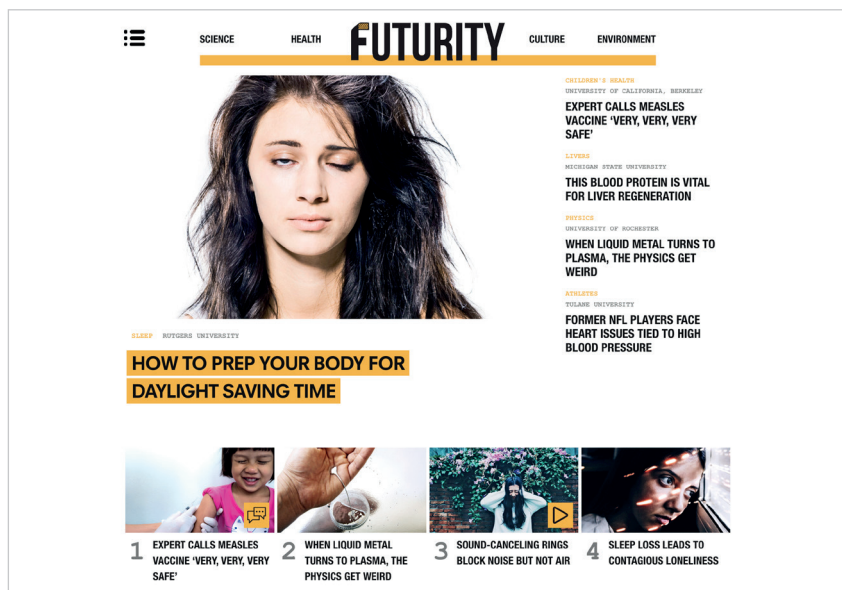 SCIENCE
HEALTH
FUTURITY
CULTURE
ENVIRONMENT
SLEEP RUTGERS UNIVERSITY
HOW TO PREP YOUR BODY FOR
DAYLIGHT SAVING TIME
CHILDREN'S HEALTH
UNIVERSITY OF CALIFORNIA, BERKELEY
EXPERT CALLS MEASLES
VACCINE ‘VERY, VERY, VERY
SAFE’
LIVERS
MICHIGAN STATE UNIVERSITY
THIS BLOOD PROTEIN IS VITAL
FOR LIVER REGENERATION
PHYSICS
UNIVERSITY OF ROCHESTER
WHEN LIQUID METAL TURNS TO
PLASMA, THE PHYSICS GET
WEIRD
ATHLETES
TULANE UNIVERSITY
FORMER NFL PLAYERS FACE
HEART ISSUES TIED TO HIGH
BLOOD PRESSURE
1
EXPERT CALLS MEASLES
VACCINE ‘VERY, VERY, VERY
SAFE’
2
WHEN LIQUID METAL
TURNS TO PLASMA, THE
PHYSICS GET WEIRD
3
SOUND-CANCELING RINGS
BLOCK NOISE BUT NOT AIR
4
SLEEP LOSS LEADS TO
CONTAGIOUS LONELINESS